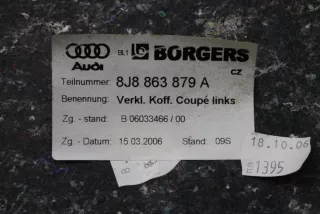 BL1 BORGERS
Audi CZ
Teilnummer: 8J8 863 879 A
Benennung: Verkl. Koff. Coupé links
Zg. - stand: B 06033466 / 00
Zg. - Datum: 15.03.2006 Stand: 09S
18.10.06
1395